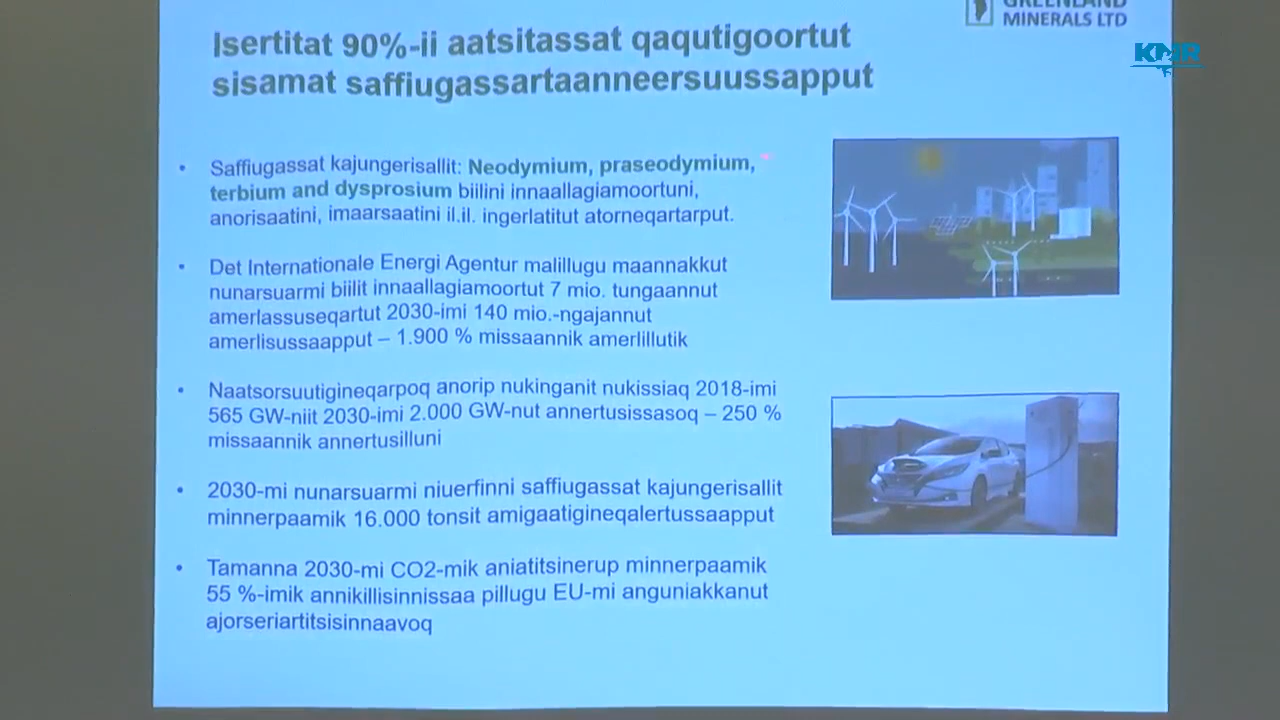 GREENLAND
MINERALS LTD
KNR
Isertitat 90%-ii aatsitassat qaqutigoortut
sisamat saffiugassartaanneersuussapput
• Saffiugassat kajungerisallit: Neodymium, praseodymium,
terbium and dysprosium biilini innaallagiamoortuni,
anorisaatini, imaarsaatini il.il. ingerlatitut atorneqartarput.
• Det Internationale Energi Agentur malillugu maannakkut
nunarsuarmi biilit innaallagiamoortut 7 mio. tungaannut
amerlassuseqartut 2030-imi 140 mio.-ngajannut
amerlisussaapput – 1.900 % missaannik amerlillutik
• Naatsorsuutigineqarpoq anorip nukinganit nukissiaq 2018-imi
565 GW-niit 2030-imi 2.000 GW-nut annertusissasoq – 250 %
missaannik annertusilluni
• 2030-mi nunarsuarmi niuerfinni saffiugassat kajungerisallit
minnerpaamik 16.000 tonsit amigaatigineqalertussaapput
• Tamanna 2030-mi CO2-mik aniatitsinerup minnerpaamik
55 %-imik annikillisinnissaa pillugu EU-mi anguniakkanut
ajorseriartitsisinnaavoq